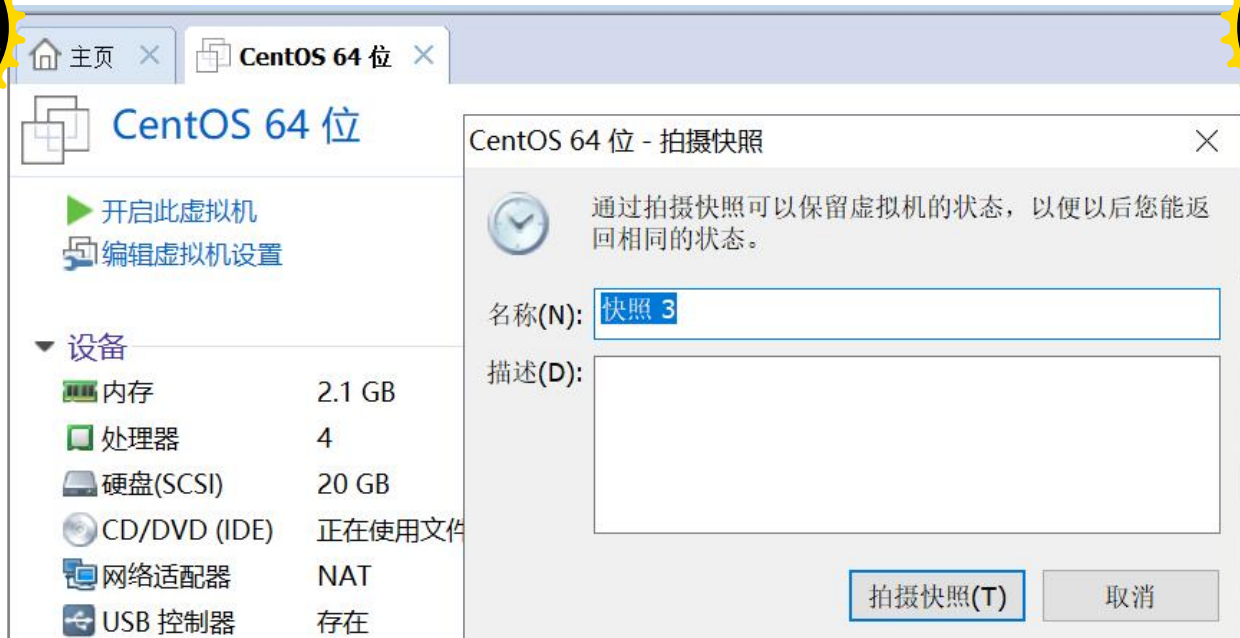 主页
CentOS 64 位
CentOS 64 位
开启此虚拟机
编辑虚拟机设置
设备
内存 2.1 GB
处理器 4
硬盘(SCSI) 20 GB
CD/DVD (IDE) 正在使用文件
网络适配器 NAT
USB 控制器 存在
CentOS 64 位 - 拍摄快照
通过拍摄快照可以保留虚拟机的状态，以便以后您能返
回相同的状态。
名称(N): 快照 3
描述(D):
拍摄快照(T) 取消